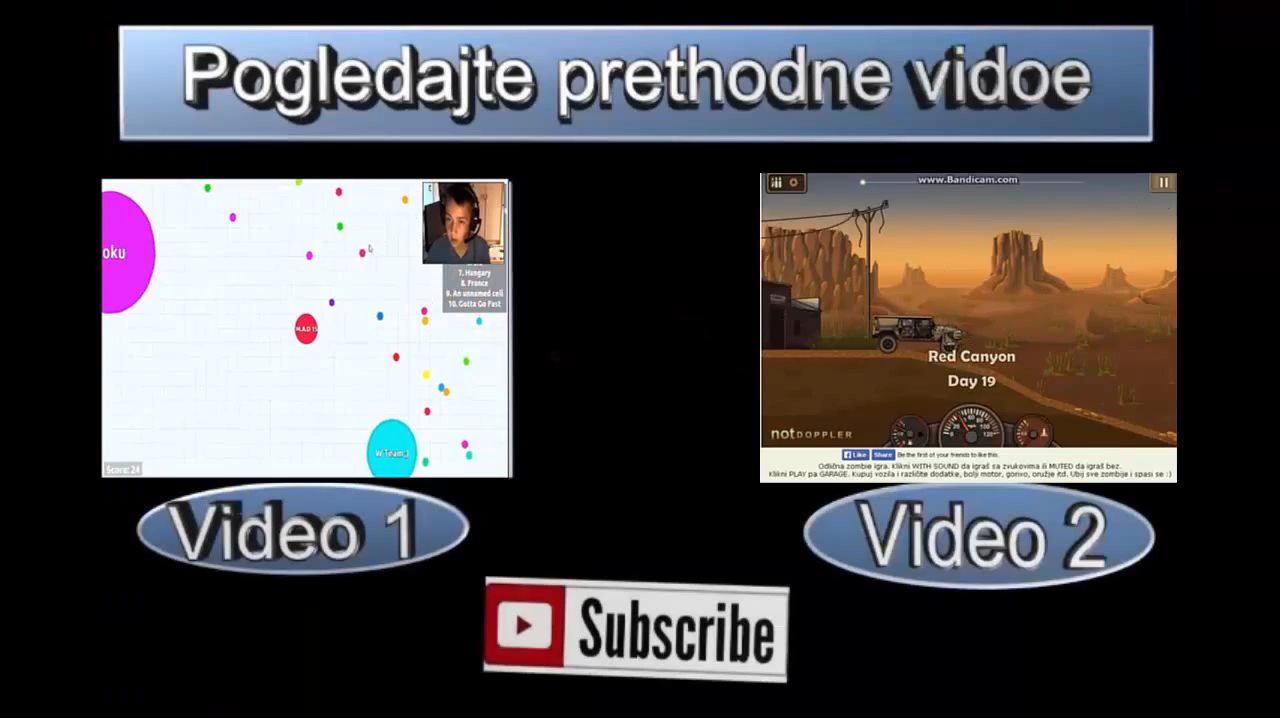 Pogledajte prethodne vidoe
oku
7. Hungary
8. France
9. An unnamed cell
10. Gotta Go Fast
M.A.D 15
W Team ;)
Score: 24
Video 1
www.Bandicam.com
Red Canyon
Day 19
notDOPPLER
Like Share Be the first of your friends to like this.
Odlična zombie igra. Klikni WITH SOUND da igraš sa zvukovima ili MUTED da igraš bez.
Klikni PLAY pa GARAGE. Kupuj vozila i različite dodatke, bolji motor, gorivo, oružje itd. Ubij sve zombije i spasi se :)
Video 2
Subscribe